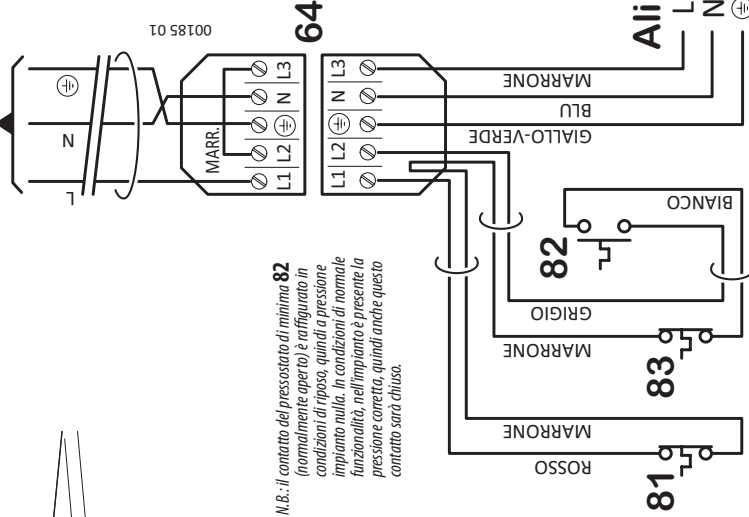 00185 01
64
L
N
MARR.
L1
L2
N
L3
L1
L2
N
L3
MARRONE
BLU
GIALLO-VERDE
Ali
L
N
N.B.: il contatto del pressostato di minima 82
(normalmente aperto) è raffigurato in
condizioni di riposo, quindi a pressione
impianto nulla. In condizioni di normale
funzionalità, nell'impianto è presente la
pressione corretta, quindi anche questo
contatto sarà chiuso.
82
BIANCO
GRIGIO
MARRONE
83
MARRONE
ROSSO
81